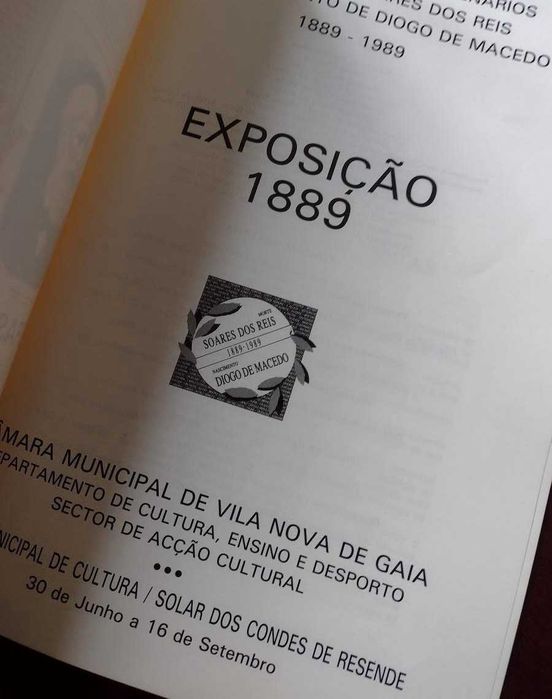 DE DIOGO DE MACEDO
DOS REIS
1889 - 1989
EXPOSIÇÃO
1889
MORTE
SOARES DOS REIS
1889-1989
NASCIMENTO
DIOGO DE MACEDO
MUNICIPAL DE VILA NOVA DE GAIA
DE CULTURA, ENSINO E DESPORTO
SECTOR DE ACÇÃO CULTURAL
•••
DE CULTURA / SOLAR DOS CONDES DE RESENDE
30 de Junho a 16 de Setembro